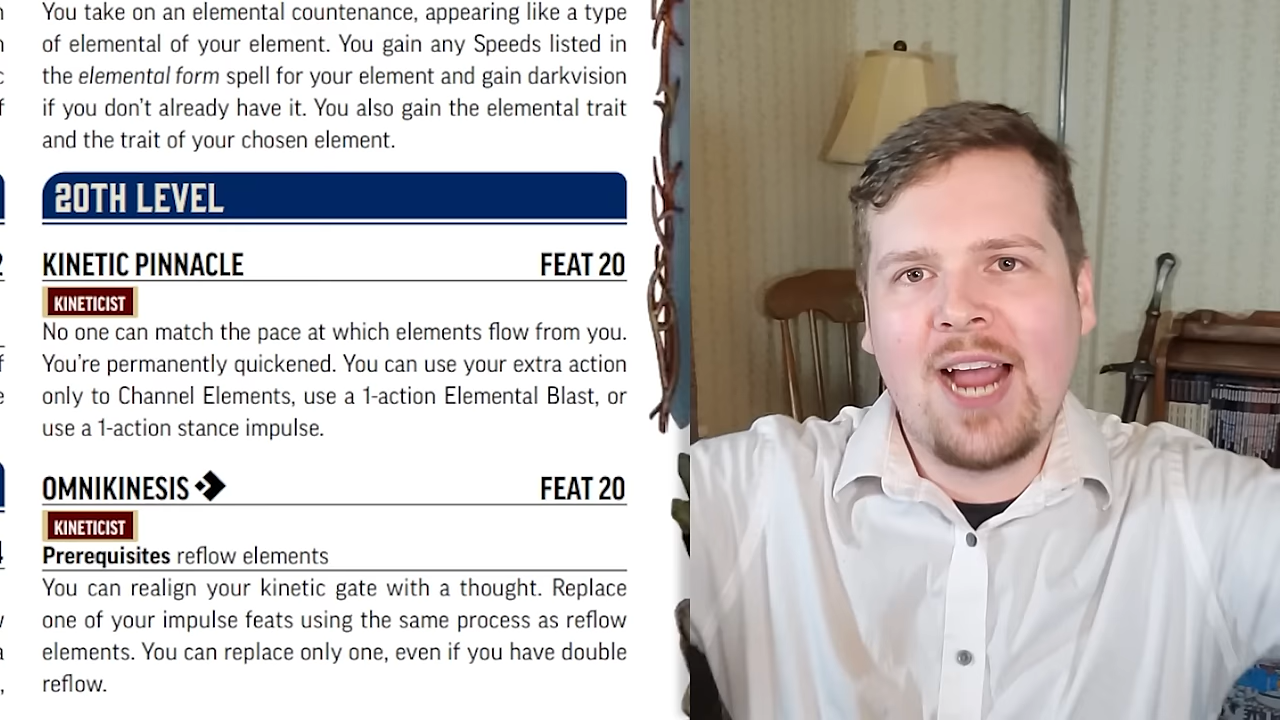 You take on an elemental countenance, appearing like a type
of elemental of your element. You gain any Speeds listed in
the elemental form spell for your element and gain darkvision
if you don't already have it. You also gain the elemental trait
and the trait of your chosen element.
20TH LEVEL
KINETIC PINNACLE FEAT 20
KINETICIST
No one can match the pace at which elements flow from you.
You're permanently quickened. You can use your extra action
only to Channel Elements, use a 1-action Elemental Blast, or
use a 1-action stance impulse.
OMNIKINESIS FEAT 20
KINETICIST
Prerequisites reflow elements
You can realign your kinetic gate with a thought. Replace
one of your impulse feats using the same process as reflow
elements. You can replace only one, even if you have double
reflow.